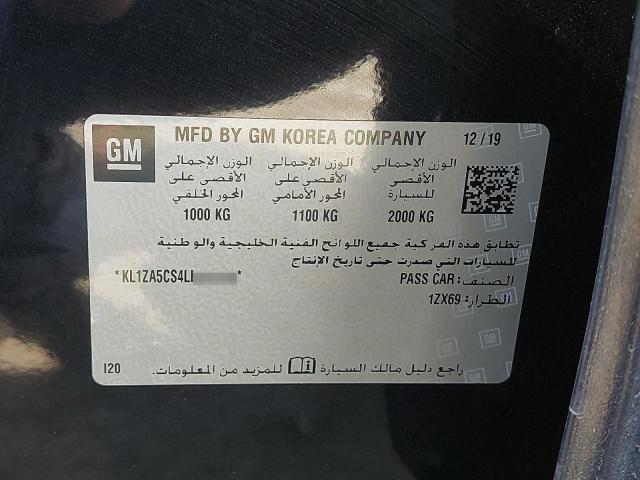 GM MFD BY GM KOREA COMPANY 12/19
الوزن الإجمالي الوزن الإجمالي الوزن الإجمالي
الأقصى الأقصى على الأقصى على
للسيارة المحور الأمامي المحور الخلفي
1000 KG 1100 KG 2000 KG
تطابق هذه المركبة جميع اللوائح الفنية الخليجية والوطنية
للسيارات التي صدرت حتى تاريخ الإنتاج
الصنف: PASS CAR
*KL1ZA5CS4L *
الطراز: 1ZX69
راجع دليل مالك السيارة للمزيد من المعلومات.
I20